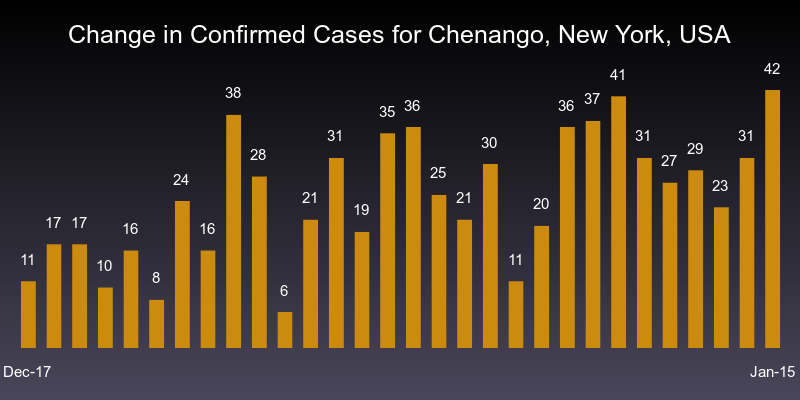 Change in Confirmed Cases for Chenango, New York, USA
11 17 17 10 16 8 24 16 38 28 6 21 31 19 35 36 25 21 30 11 20 36 37 41 31 27 29 23 31 42
Dec-17 Jan-15